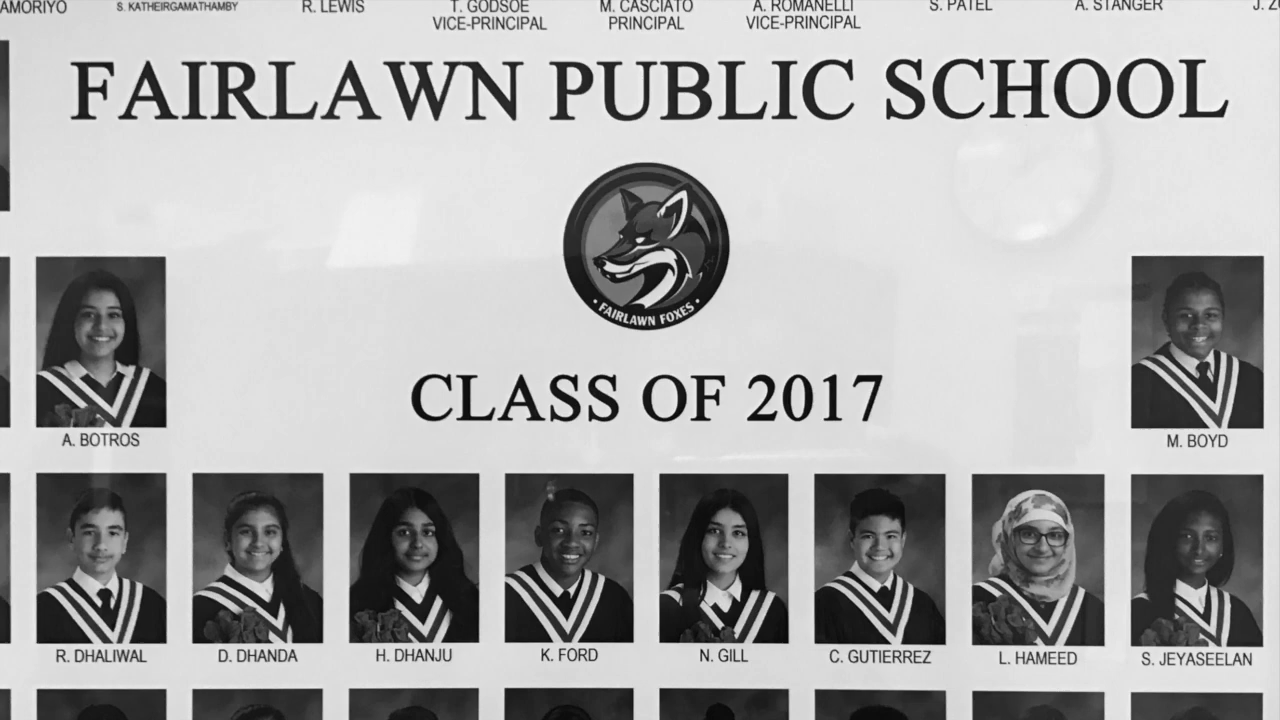 AMORIYO S. KATHEIRGAMATHAMBY R. LEWIS T. GODSOE M. CASCIATO A. ROMANELLI S. PATEL A. STANGER
VICE-PRINCIPAL PRINCIPAL VICE-PRINCIPAL
FAIRLAWN PUBLIC SCHOOL
• FAIRLAWN FOXES •
CLASS OF 2017
A. BOTROS M. BOYD
R. DHALIWAL D. DHANDA H. DHANJU K. FORD N. GILL C. GUTIERREZ L. HAMEED S. JEYASEELAN